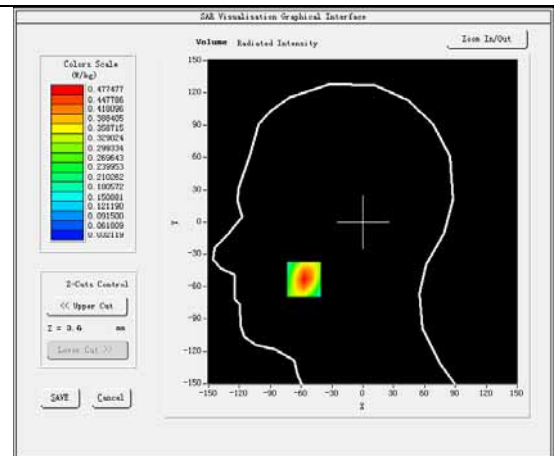 SAR Visualisation Graphical Interface
Volume Radiated Intensity
Zoom In/Out
Colors Scale
(W/kg)
0.477477
0.447786
0.418096
0.388405
0.358715
0.329024
0.299334
0.269643
0.239953
0.210262
0.180572
0.150881
0.121190
0.091500
0.061809
0.032119
Z-Cuts Control
<< Upper Cut
Z = 3.6 mm
Lower Cut >>
SAVE
Cancel
150
120
90
60
30
0
-30
-60
-90
-120
-150
Y
-150 -120 -90 -60 -30 0 30 60 90 120 150
X